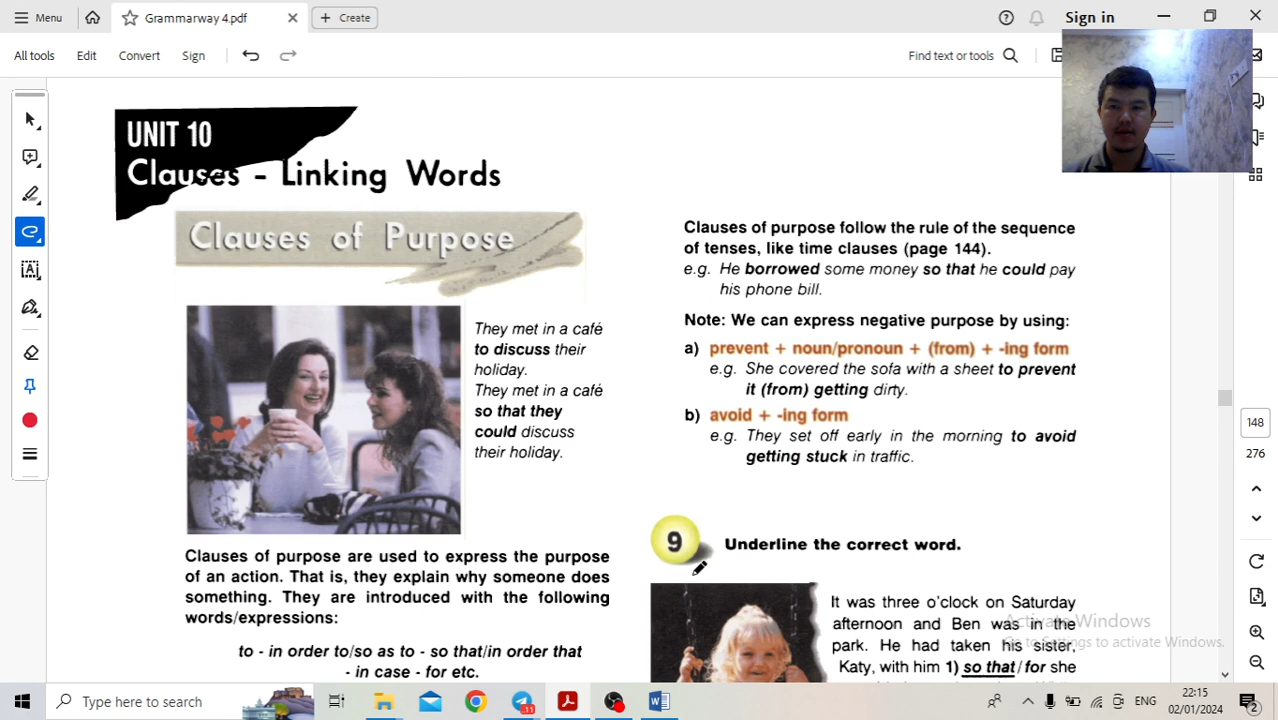 Menu
Grammarway 4.pdf
Create
Sign in
All tools
Edit
Convert
Sign
Find text or tools
UNIT 10
Clauses - Linking Words
Clauses of Purpose
They met in a café
to discuss their
holiday.
They met in a café
so that they
could discuss
their holiday.
Clauses of purpose are used to express the purpose
of an action. That is, they explain why someone does
something. They are introduced with the following
words/expressions:
to - in order to/so as to - so that/in order that
- in case - for etc.
Clauses of purpose follow the rule of the sequence
of tenses, like time clauses (page 144).
e.g. He borrowed some money so that he could pay
his phone bill.
Note: We can express negative purpose by using:
a) prevent + noun/pronoun + (from) + -ing form
e.g. She covered the sofa with a sheet to prevent
it (from) getting dirty.
b) avoid + -ing form
e.g. They set off early in the morning to avoid
getting stuck in traffic.
9 Underline the correct word.
It was three o'clock on Saturday
afternoon and Ben was in the
park. He had taken his sister,
Katy, with him 1) so that / for she
148
276
Activate Windows
Go to Settings to activate Windows.
Type here to search
11
ENG
22:15
02/01/2024
2